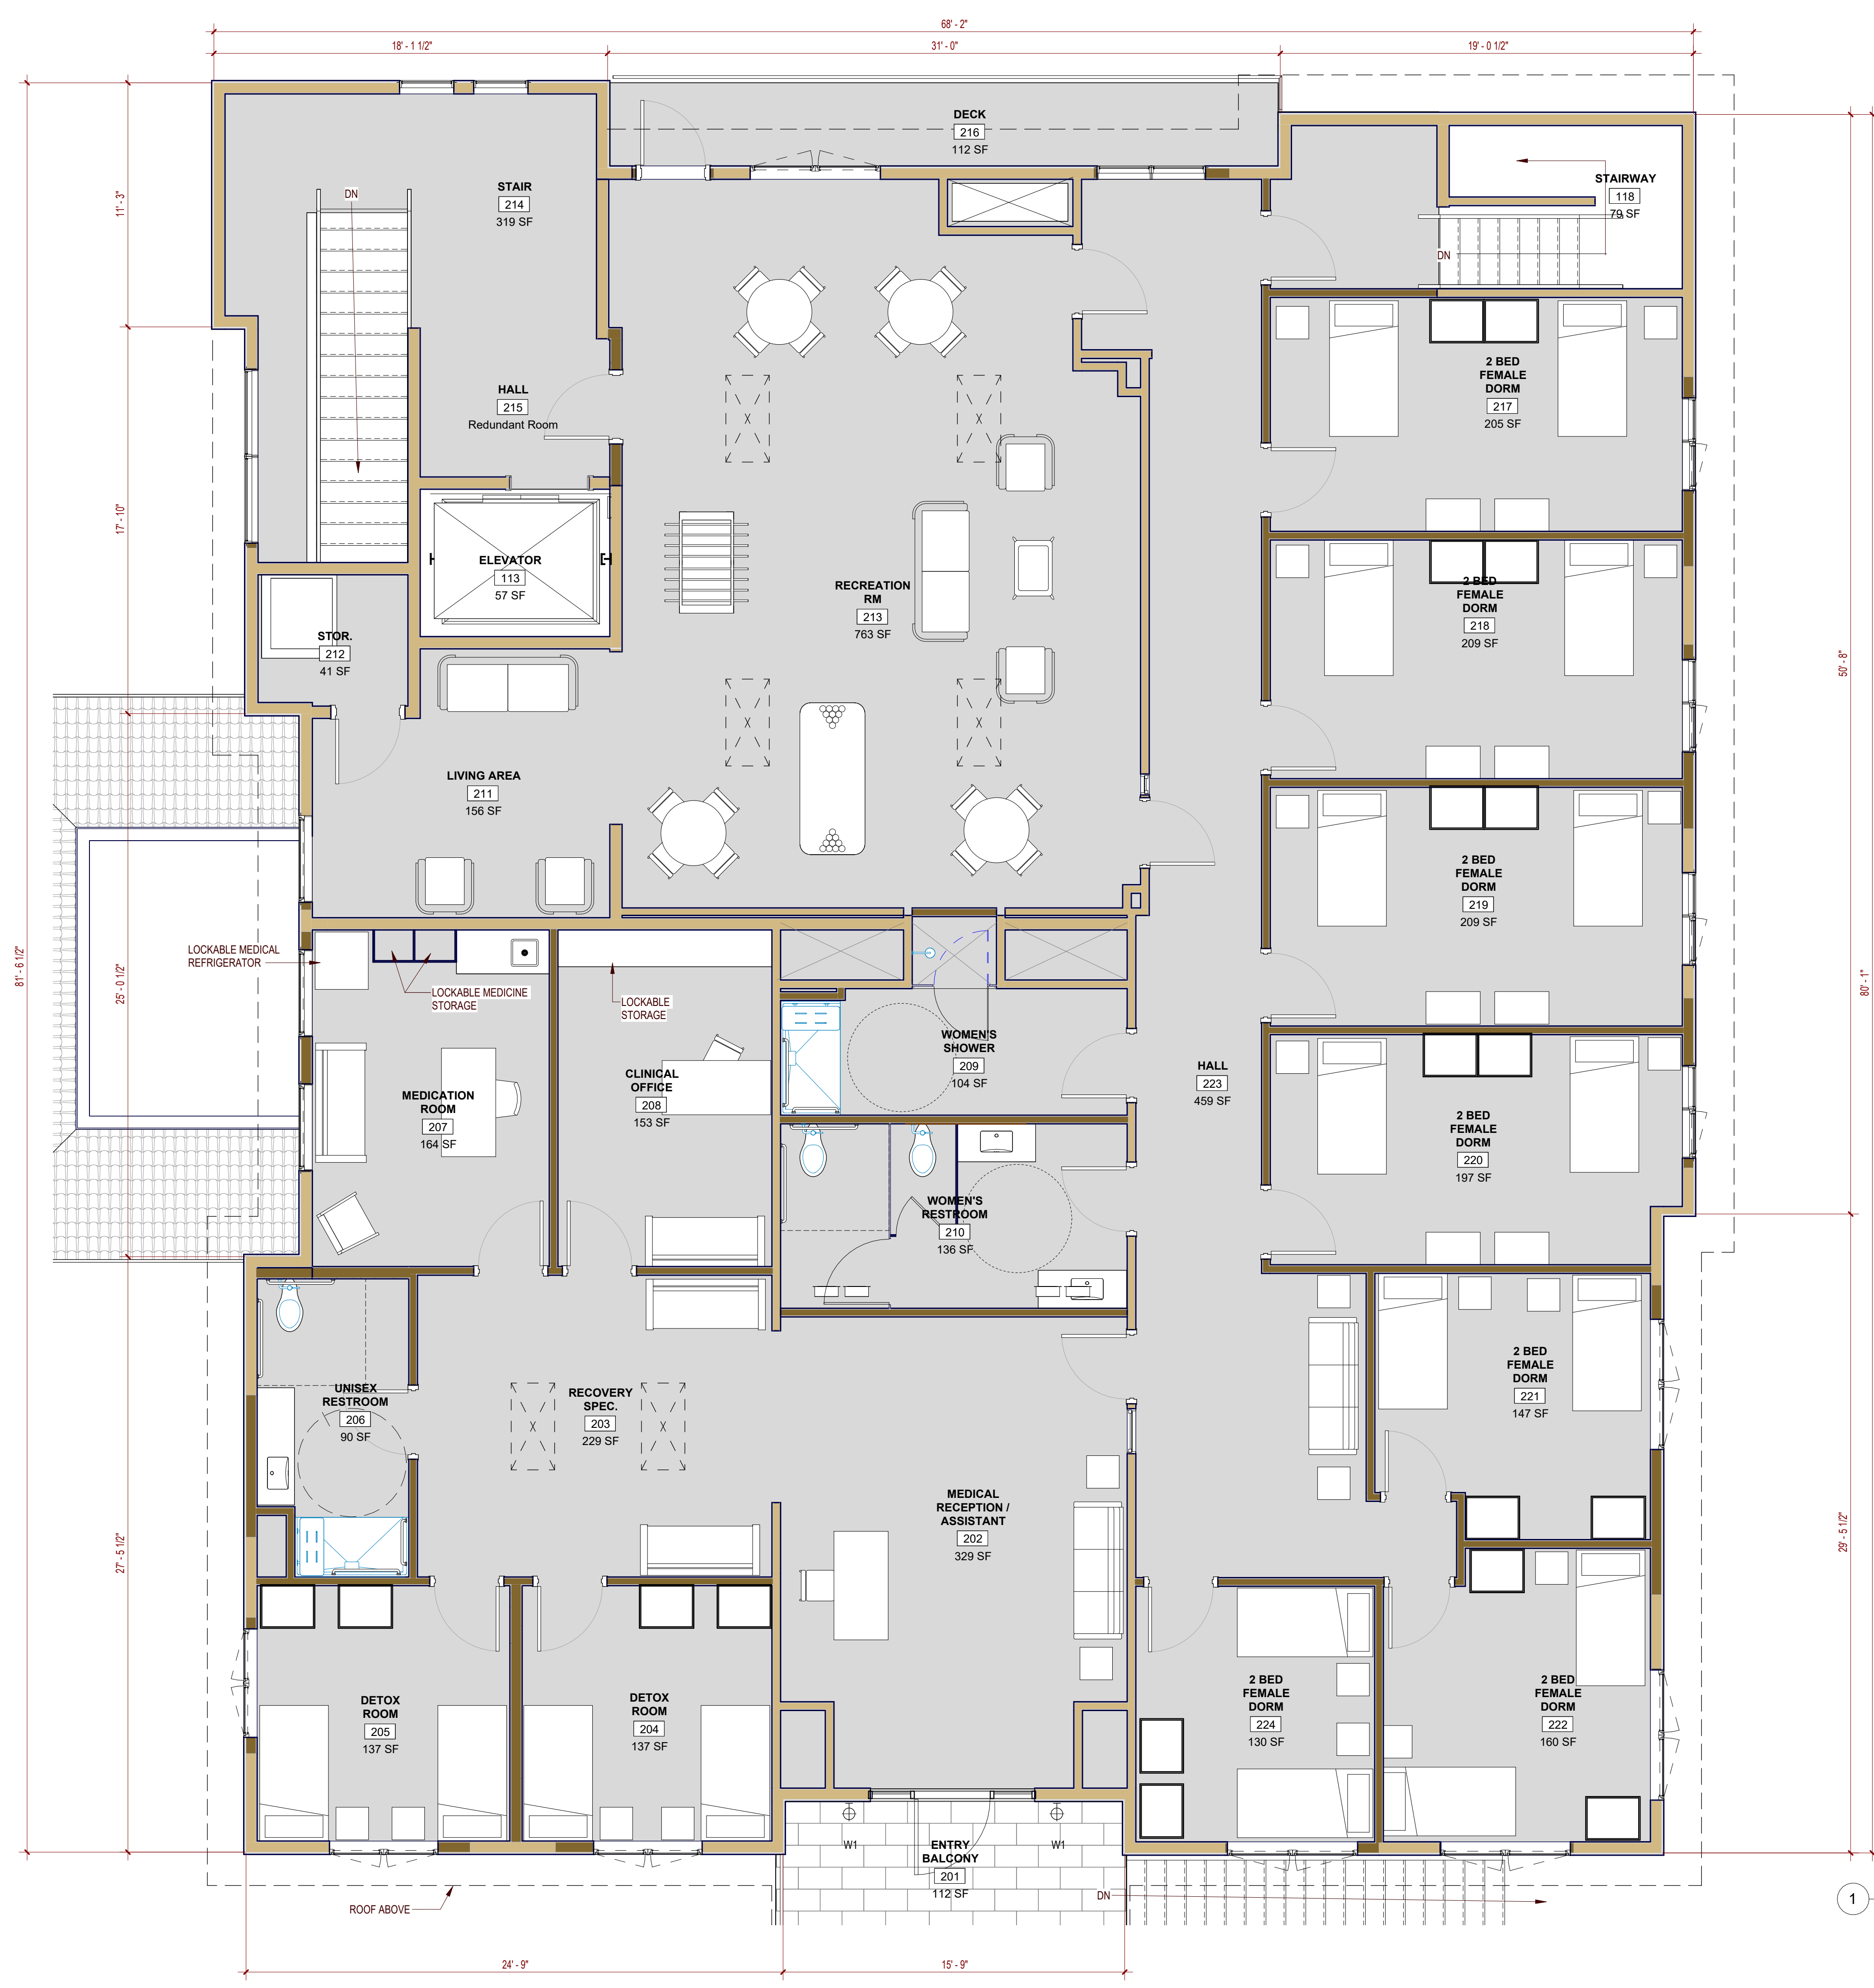 68' - 2"
18' - 1 1/2"
31' - 0"
19' - 0 1/2"
DECK
216
112 SF
STAIR
214
319 SF
DN
STAIRWAY
118
79 SF
DN
11' - 3"
HALL
215
Redundant Room
2 BED
FEMALE
DORM
217
205 SF
17' - 10"
ELEVATOR
113
57 SF
RECREATION
RM
213
763 SF
2 BED
FEMALE
DORM
218
209 SF
STOR.
212
41 SF
50' - 8"
LIVING AREA
211
156 SF
2 BED
FEMALE
DORM
219
209 SF
81' - 6 1/2"
25' - 0 1/2"
80' - 1"
LOCKABLE MEDICAL
REFRIGERATOR
LOCKABLE MEDICINE
STORAGE
LOCKABLE
STORAGE
WOMEN'S
SHOWER
209
104 SF
HALL
223
459 SF
CLINICAL
OFFICE
208
153 SF
MEDICATION
ROOM
207
164 SF
2 BED
FEMALE
DORM
220
197 SF
WOMEN'S
RESTROOM
210
136 SF
2 BED
FEMALE
DORM
221
147 SF
UNISEX
RESTROOM
206
90 SF
RECOVERY
SPEC.
203
229 SF
MEDICAL
RECEPTION /
ASSISTANT
202
329 SF
27' - 5 1/2"
29' - 5 1/2"
DETOX
ROOM
205
137 SF
DETOX
ROOM
204
137 SF
2 BED
FEMALE
DORM
224
130 SF
2 BED
FEMALE
DORM
222
160 SF
W1
W1
ENTRY
BALCONY
201
112 SF
DN
ROOF ABOVE
1
24' - 9"
15' - 9"